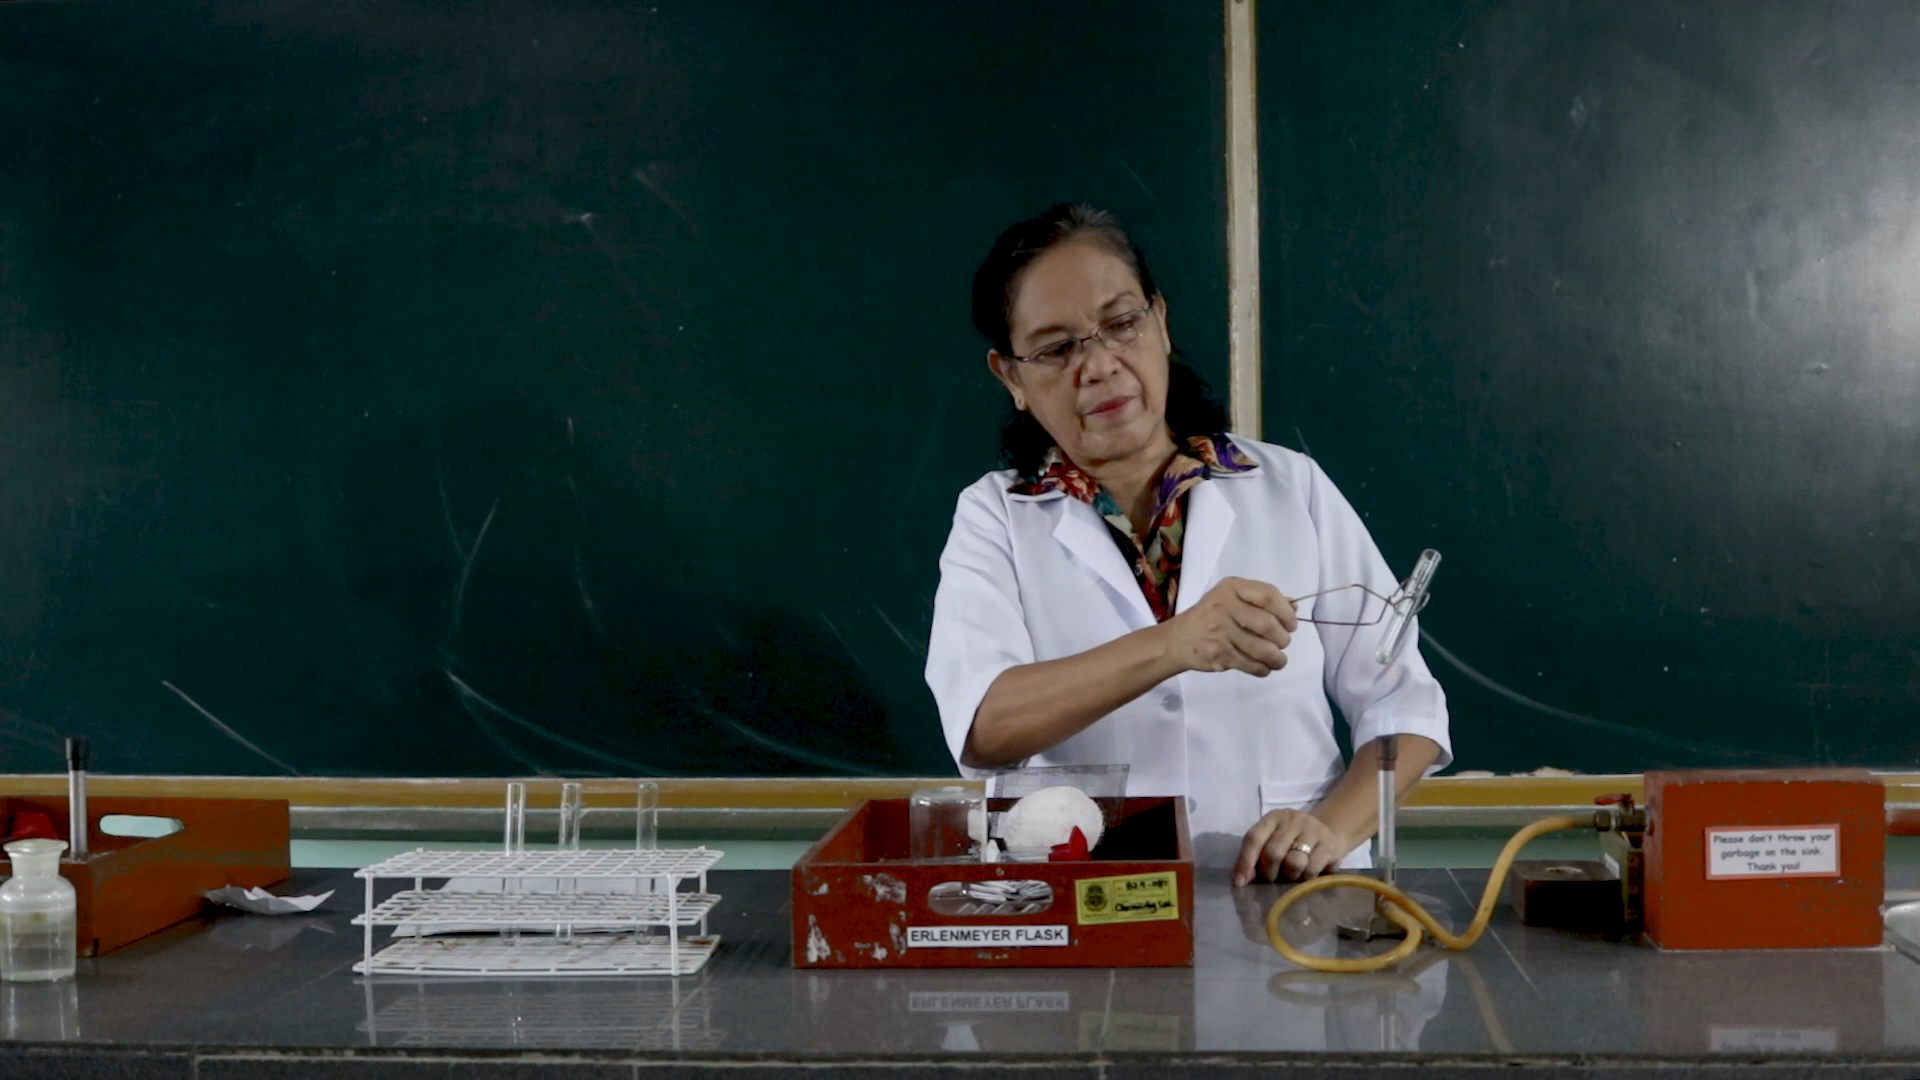 ERLENMEYER FLASK
Please don't throw your
garbage on the sink.
Thank you!